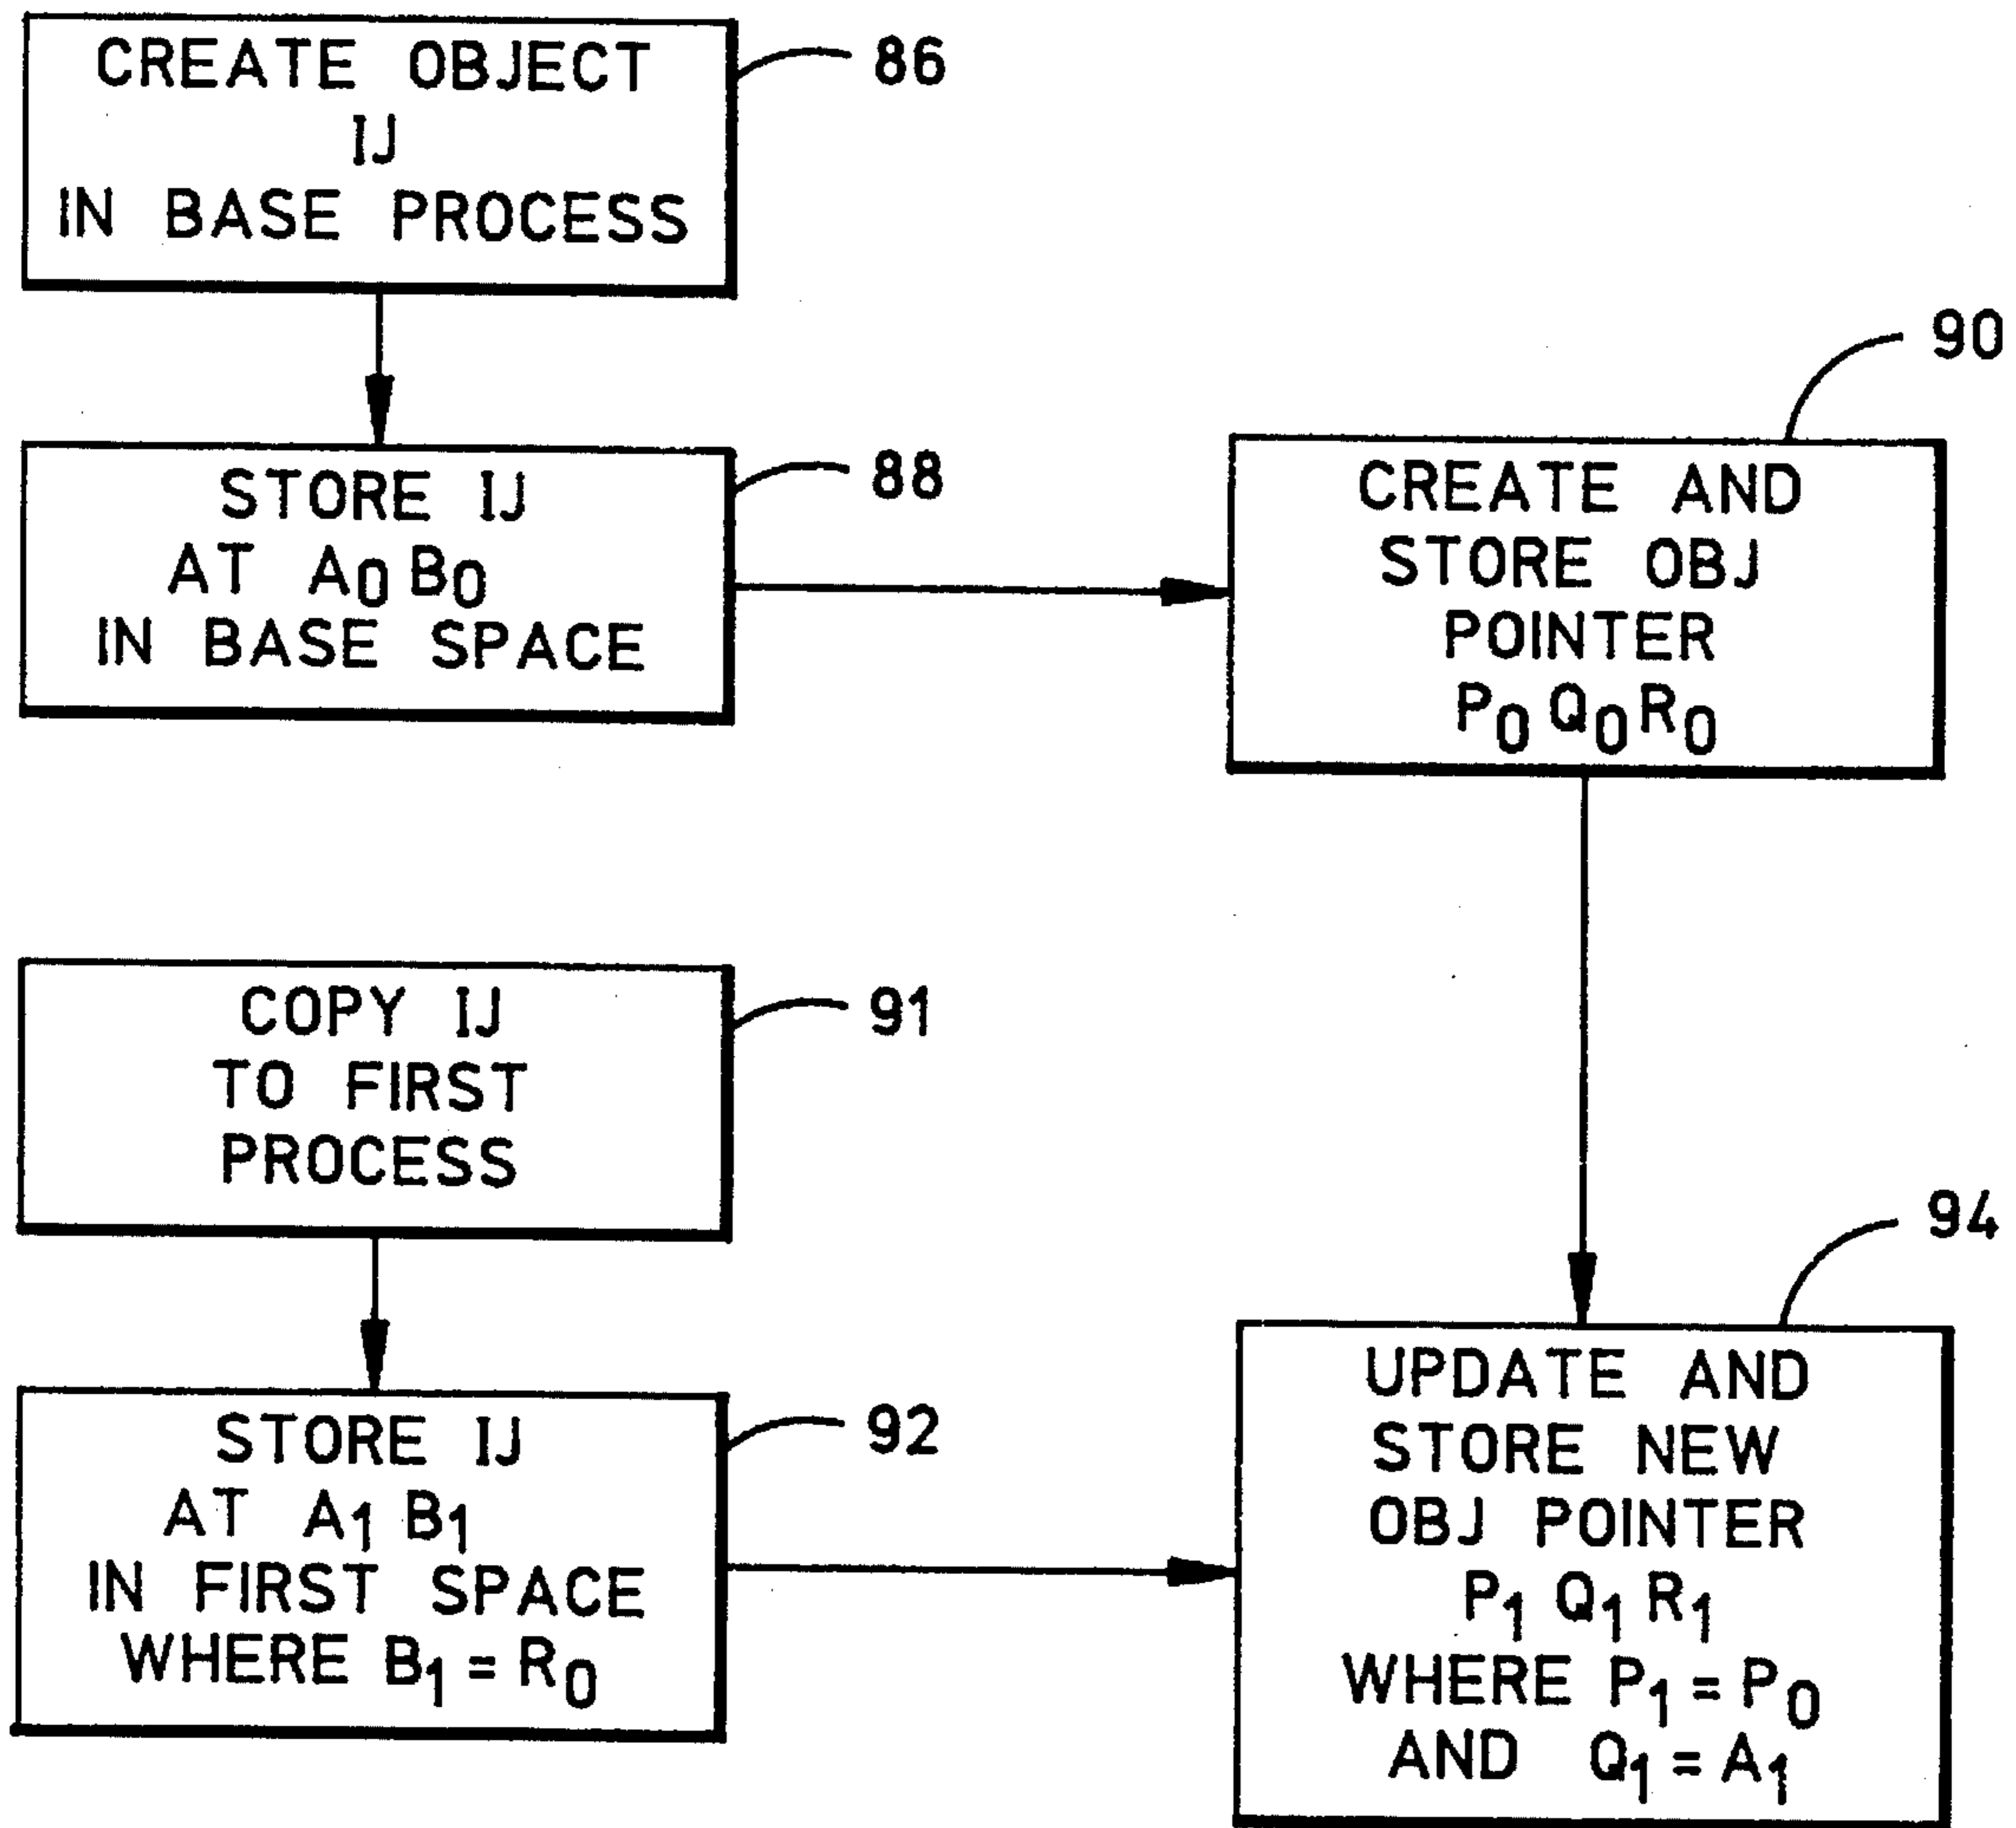 CREATE OBJECT
IJ
IN BASE PROCESS
86
STORE IJ
AT A0 B0
IN BASE SPACE
88
CREATE AND
STORE OBJ
POINTER
P0 Q0 R0
90
COPY IJ
TO FIRST
PROCESS
91
STORE IJ
AT A1 B1
IN FIRST SPACE
WHERE B1 = R0
92
UPDATE AND
STORE NEW
OBJ POINTER
P1 Q1 R1
WHERE P1 = P0
AND Q1 = A1
94